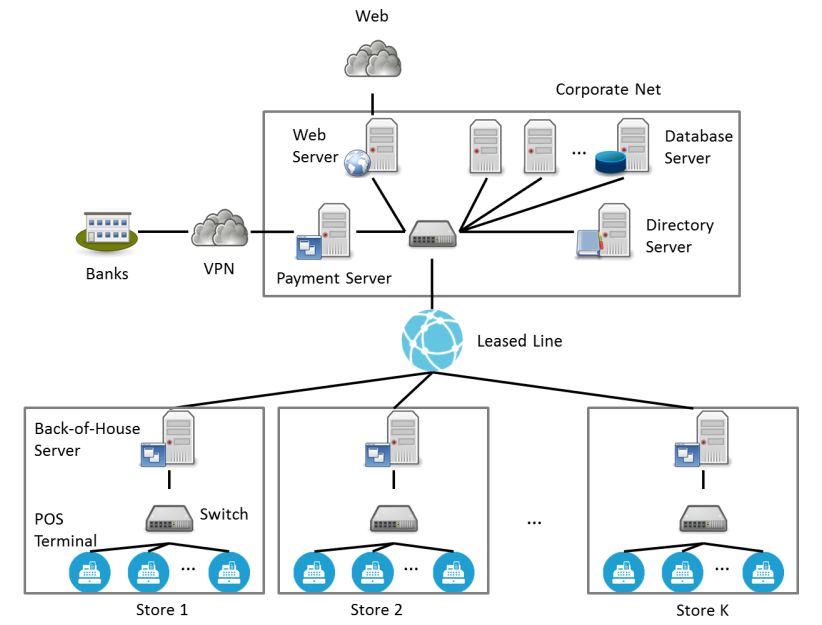 Web
Corporate Net
Web
Server
...
Database
Server
Directory
Server
Banks
VPN
Payment Server
Leased Line
Back-of-House
Server
Switch
POS
Terminal
...
...
...
...
Store 1
Store 2
Store K